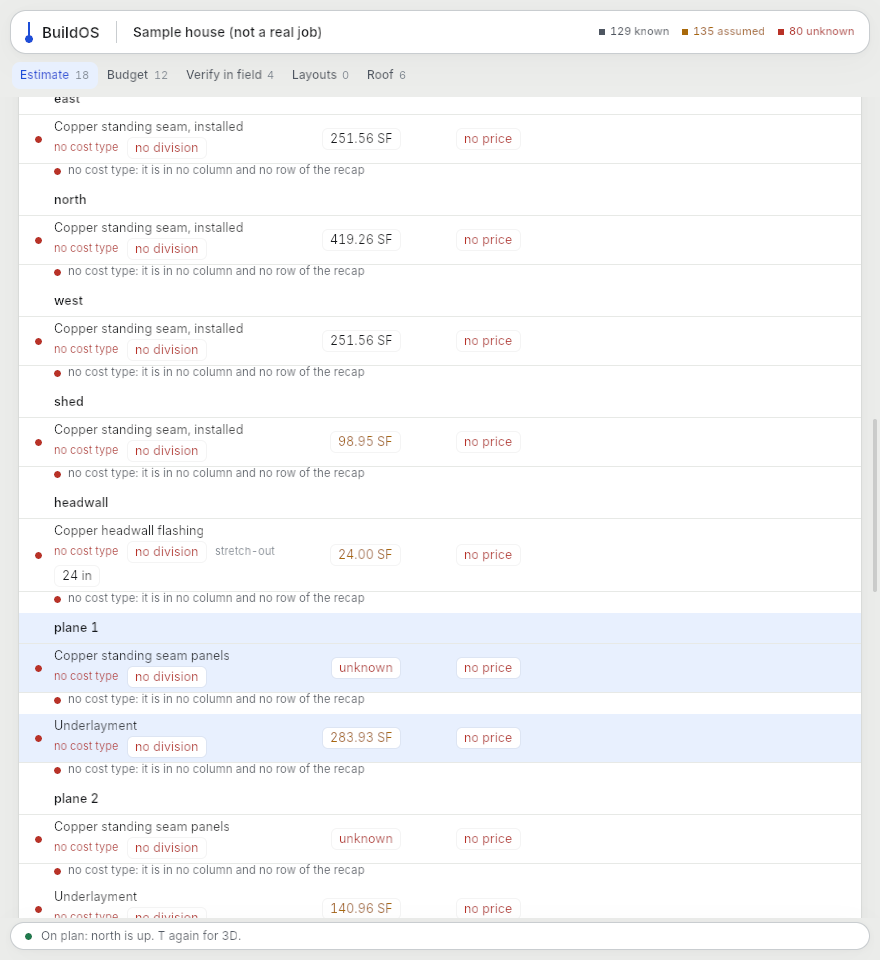 BuildOS
Sample house (not a real job)
129 known
135 assumed
80 unknown
Estimate 18
Budget 12
Verify in field 4
Layouts 0
Roof 6
east
Copper standing seam, installed
no cost type no division
251.56 SF
no price
no cost type: it is in no column and no row of the recap
north
Copper standing seam, installed
no cost type no division
419.26 SF
no price
no cost type: it is in no column and no row of the recap
west
Copper standing seam, installed
no cost type no division
251.56 SF
no price
no cost type: it is in no column and no row of the recap
shed
Copper standing seam, installed
no cost type no division
98.95 SF
no price
no cost type: it is in no column and no row of the recap
headwall
Copper headwall flashing
no cost type no division stretch-out
24 in
24.00 SF
no price
no cost type: it is in no column and no row of the recap
plane 1
Copper standing seam panels
no cost type no division
unknown
no price
no cost type: it is in no column and no row of the recap
Underlayment
no cost type no division
283.93 SF
no price
no cost type: it is in no column and no row of the recap
plane 2
Copper standing seam panels
no cost type no division
unknown
no price
no cost type: it is in no column and no row of the recap
Underlayment
no cost type no division
140.96 SF
no price
On plan: north is up. T again for 3D.